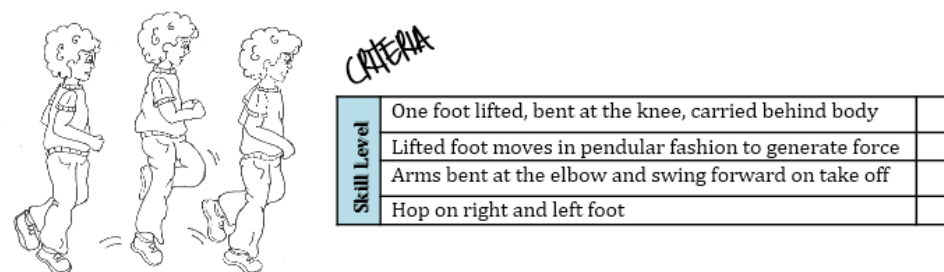 CRITERIA
Skill Level
One foot lifted, bent at the knee, carried behind body
Lifted foot moves in pendular fashion to generate force
Arms bent at the elbow and swing forward on take off
Hop on right and left foot